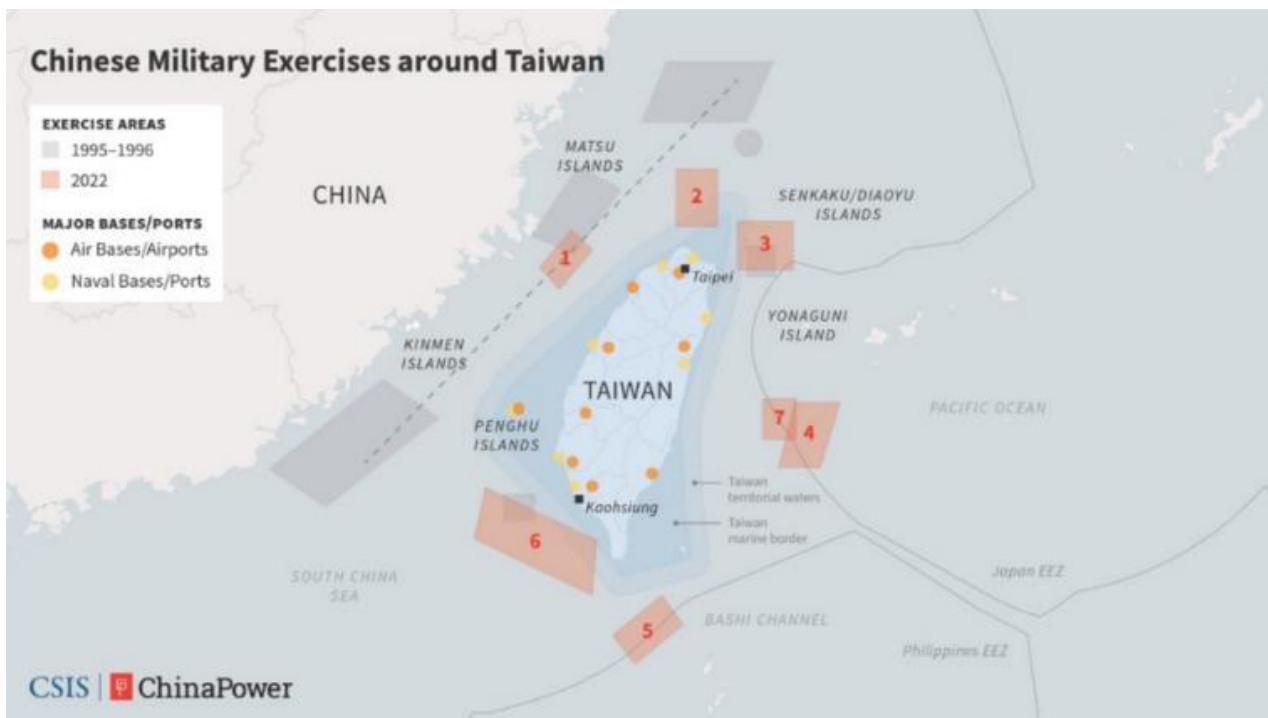 Chinese Military Exercises around Taiwan
EXERCISE AREAS
1995–1996
2022
MAJOR BASES/PORTS
Air Bases/Airports
Naval Bases/Ports
CHINA
MATSU
ISLANDS
2
SENKAKU/DIAOYU
ISLANDS
3
1
Taipei
YONAGUNI
ISLAND
KINMEN
ISLANDS
TAIWAN
PENGHU
ISLANDS
7
4
PACIFIC OCEAN
Taiwan
territorial waters
Kaohsiung
Taiwan
marine border
6
SOUTH CHINA
SEA
Japan EEZ
5
BASHI CHANNEL
Philippines EEZ
CSIS | ChinaPower